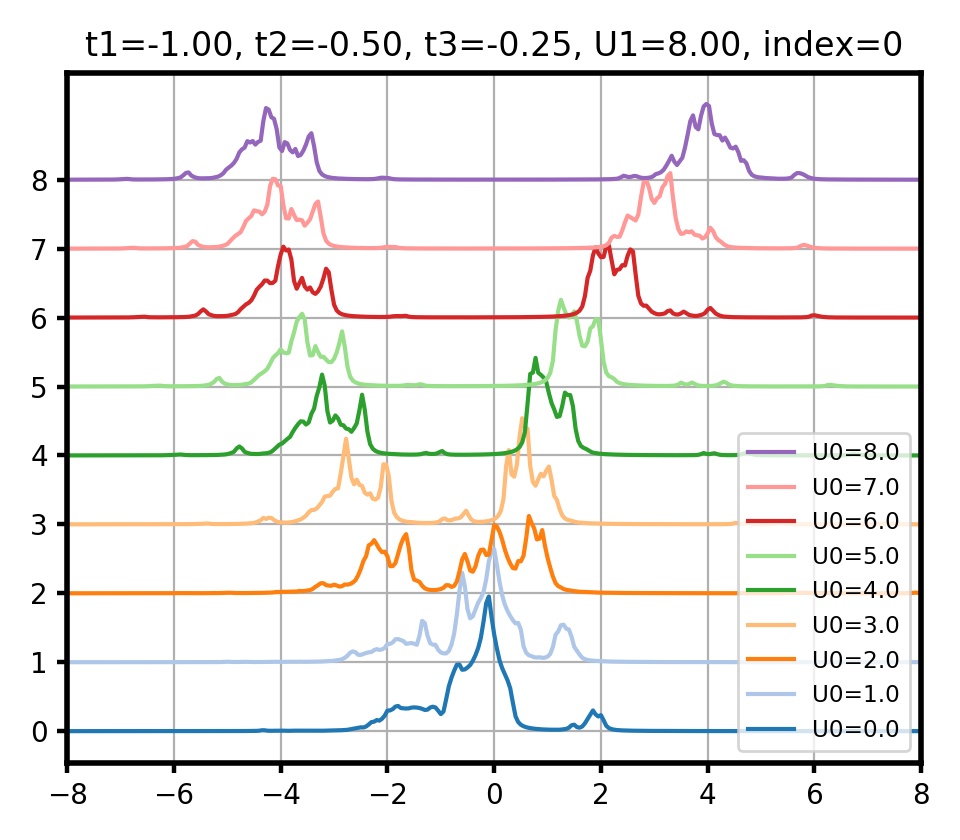 t1=-1.00, t2=-0.50, t3=-0.25, U1=8.00, index=0
8
7
6
5
4
3
2
1
0
U0=8.0
U0=7.0
U0=6.0
U0=5.0
U0=4.0
U0=3.0
U0=2.0
U0=1.0
U0=0.0
−8 −6 −4 −2 0 2 4 6 8